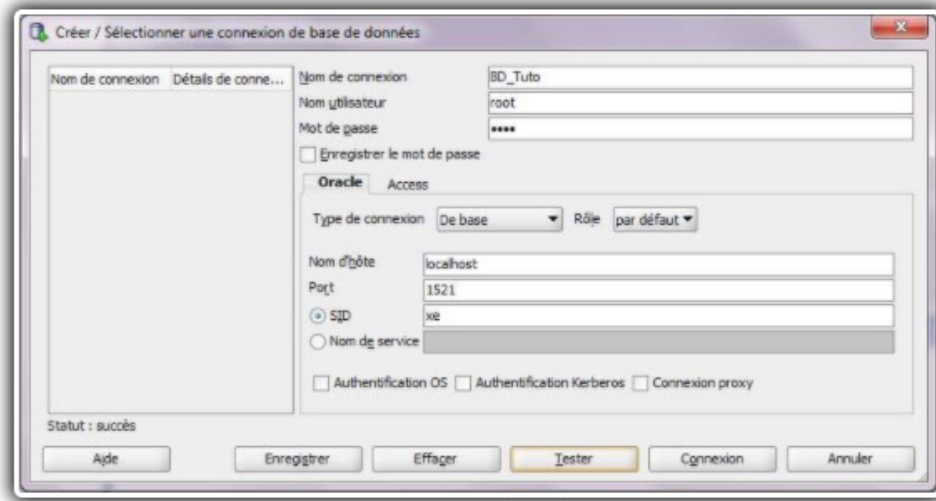 Créer / Sélectionner une connexion de base de données
Nom de connexion Détails de conne...
Nom de connexion BD_Tuto
Nom utilisateur root
Mot de passe ••••
Enregistrer le mot de passe
Oracle Access
Type de connexion De base Rôle par défaut
Nom d'hôte localhost
Port 1521
SID xe
Nom de service
Authentification OS Authentification Kerberos Connexion proxy
Statut : succès
Aide Enregistrer Effacer Tester Connexion Annuler